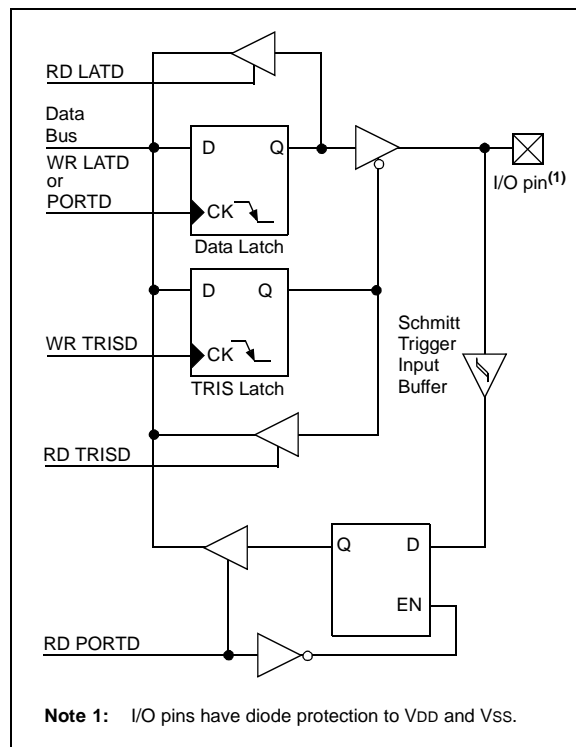 RD LATD
Data
Bus
WR LATD
or
PORTD
D Q
CK
Data Latch
I/O pin(1)
D Q
CK
TRIS Latch
WR TRISD
Schmitt
Trigger
Input
Buffer
RD TRISD
Q D
EN
RD PORTD
Note 1: I/O pins have diode protection to VDD and VSS.